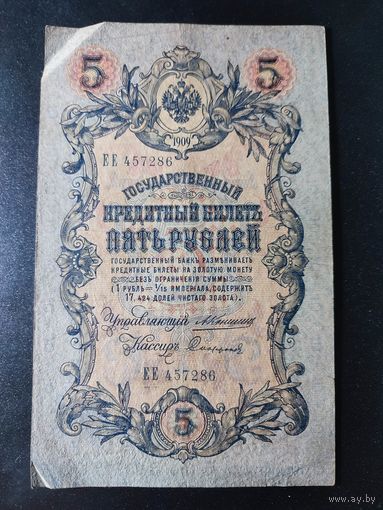 5 5
1909
ЕЕ 457286
ГОСУДАРСТВЕННЫЙ
КРЕДИТНЫЙ БИЛЕТЪ
ПЯТЬ РУБЛЕЙ
ГОСУДАРСТВЕННЫЙ БАНКЪ РАЗМѢНИВАЕТЪ
КРЕДИТНЫЕ БИЛЕТЫ НА ЗОЛОТУЮ МОНЕТУ
БЕЗЪ ОГРАНИЧЕНІЯ СУММЫ
(1 РУБЛЬ = 1/15 ИМПЕРІАЛА, СОДЕРЖИТЪ
17,424 ДОЛЕЙ ЧИСТАГО ЗОЛОТА).
Управляющій
Кассиръ
ЕЕ 457286
5
www.ay.by